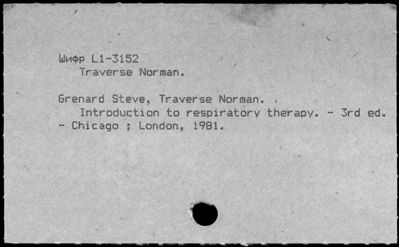 Шифр L1-3152
Traverse Norman.
Grenard Steve, Traverse Norman.
Introduction to respiratory therapy. - 3rd ed.
- Chicago ; London, 1981.